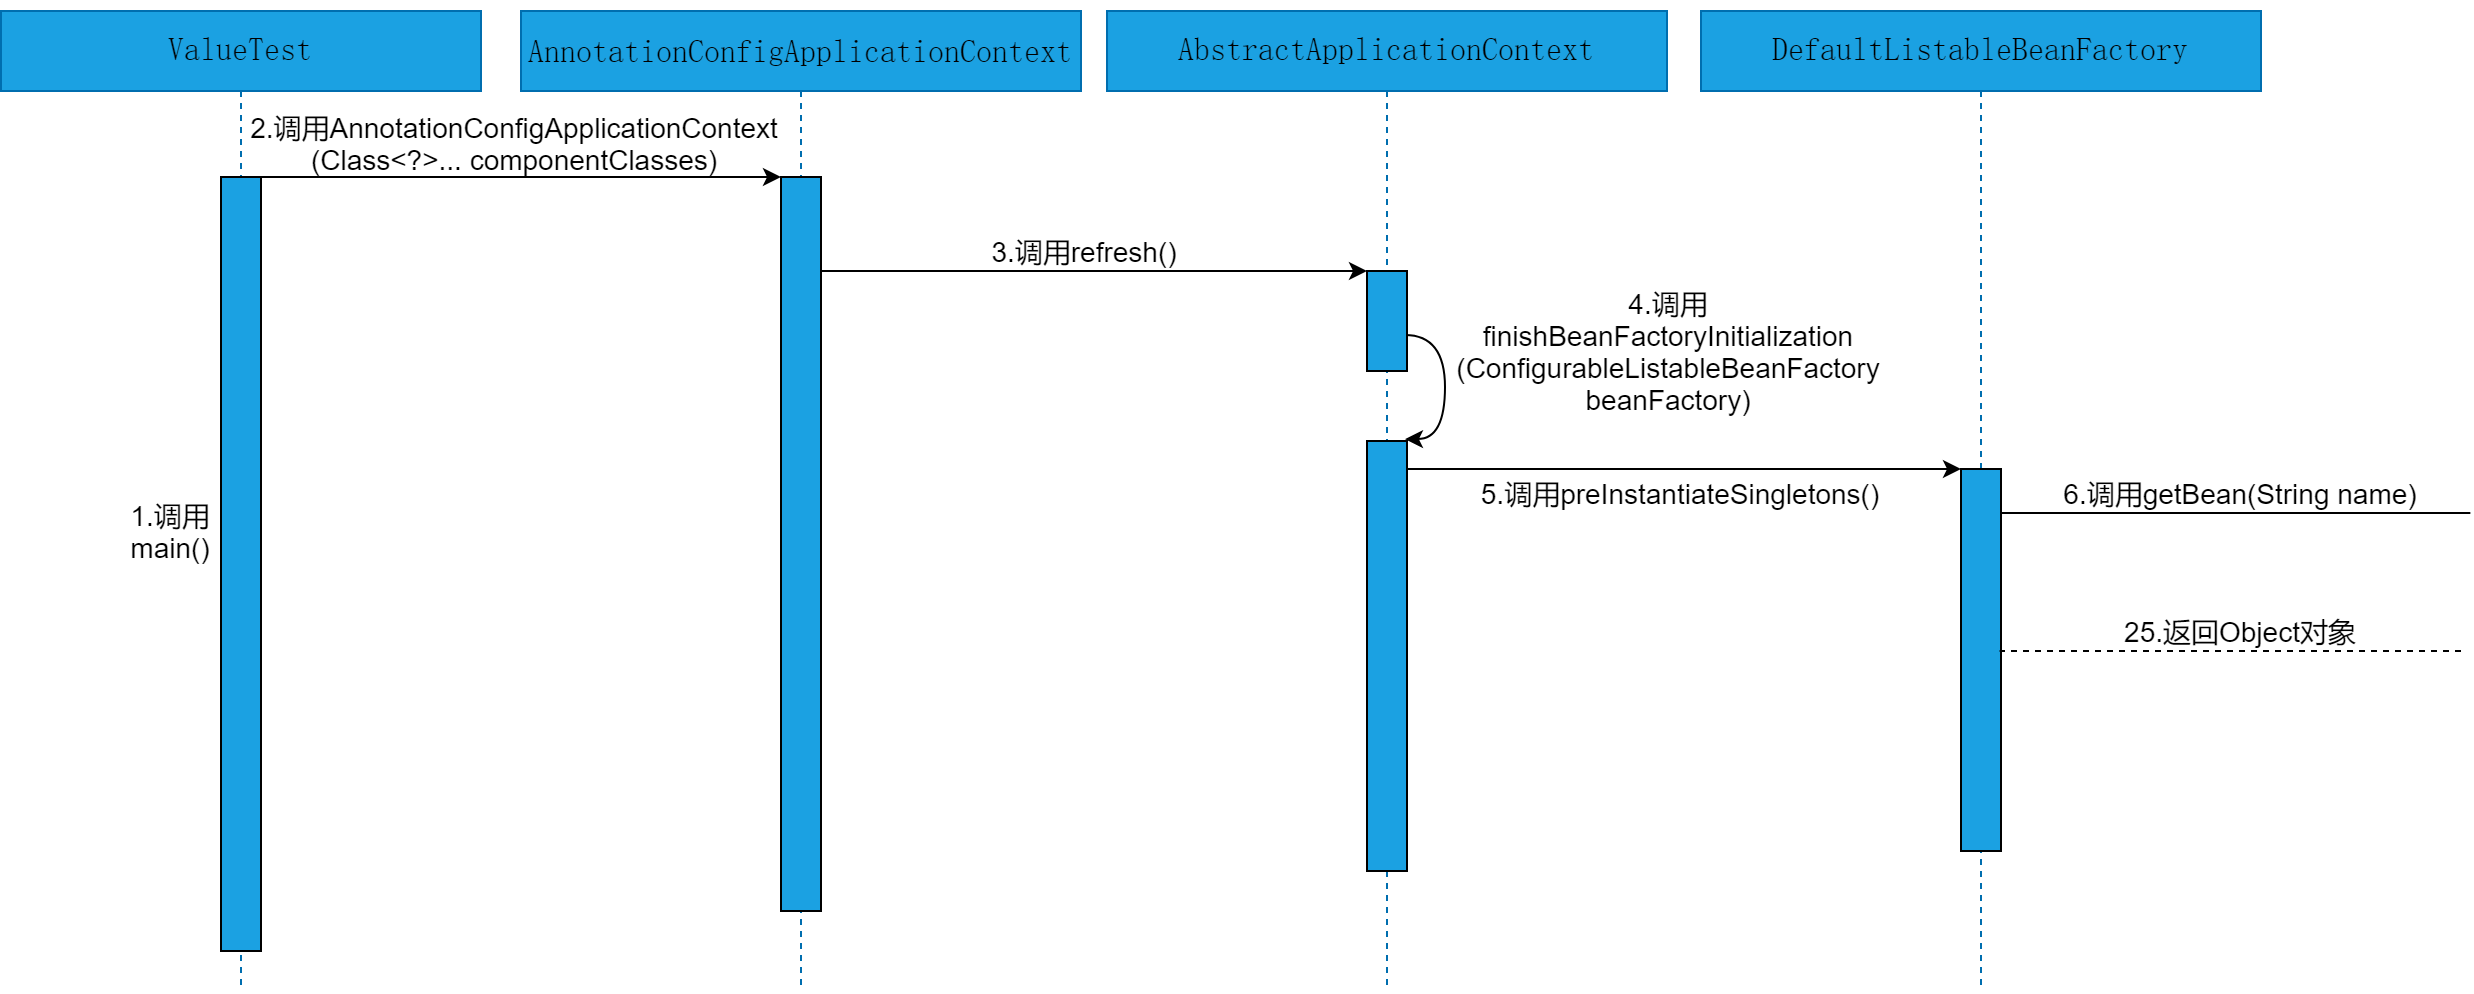 ValueTest
AnnotationConfigApplicationContext
AbstractApplicationContext
DefaultListableBeanFactory
2.调用AnnotationConfigApplicationContext
(Class<?>... componentClasses)
3.调用refresh()
4.调用
finishBeanFactoryInitialization
(ConfigurableListableBeanFactory
beanFactory)
5.调用preInstantiateSingletons()
6.调用getBean(String name)
1.调用
main()
25.返回Object对象